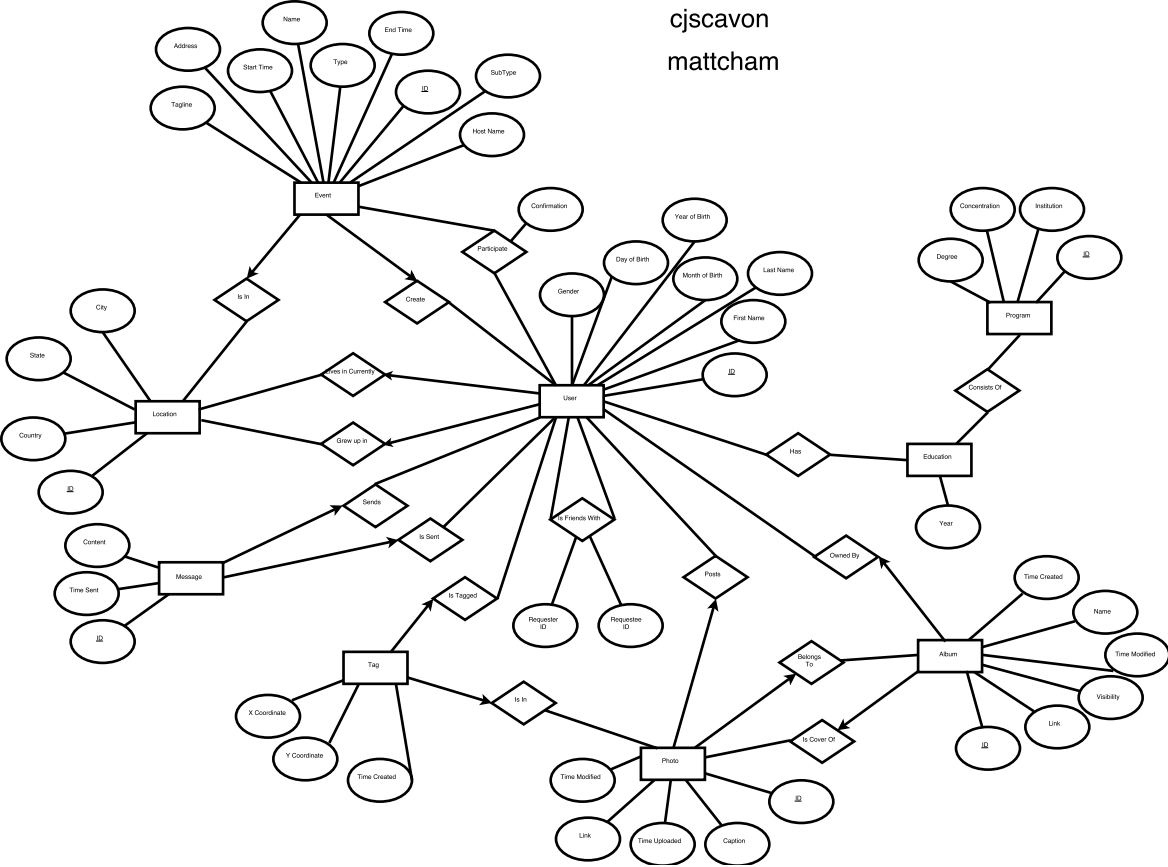 cjscavon
mattcham
Name
End Time
Address
Start Time
Type
SubType
ID
Tagline
Host Name
Event
Confirmation
Participate
Year of Birth
Day of Birth
Month of Birth
Last Name
Gender
First Name
ID
Concentration
Institution
Degree
ID
Program
Is In
Create
City
State
Lives in Currently
Consists Of
User
Location
Country
Grew up in
Has
Education
ID
Sends
Is Friends With
Year
Is Sent
Content
Message
Time Sent
ID
Is Tagged
Posts
Owned By
Requester
ID
Requestee
ID
Time Created
Name
Time Modified
Album
Belongs
To
Visibility
Link
ID
Tag
Is In
X Coordinate
Y Coordinate
Time Created
Is Cover Of
Photo
Time Modified
ID
Link
Time Uploaded
Caption